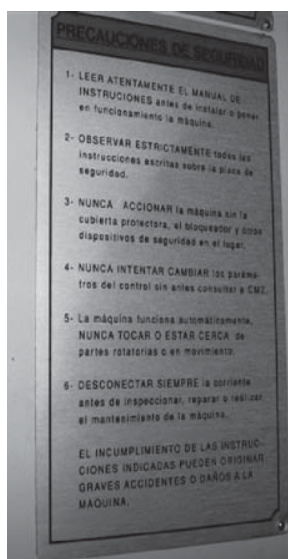 PRECAUCIONES DE SEGURIDAD
1- LEER ATENTAMENTE EL MANUAL DE
INSTRUCIONES antes de instalar o poner
en funcionamiento la máquina.
2- OBSERVAR ESTRICTAMENTE todas las
instrucciones escritas sobre la placa de
seguridad.
3- NUNCA ACCIONAR la máquina sin la
cubierta protectora, el bloqueador y otros
dispositivos de seguridad en el lugar.
4- NUNCA INTENTAR CAMBIAR los paráme-
tros del control sin antes consultar a CMZ.
5- La máquina funciona automáticamente,
NUNCA TOCAR O ESTAR CERCA de
partes rotatorias o en movimiento.
6- DESCONECTAR SIEMPRE la corriente
antes de inspeccionar, reparar o realizar
el mantenimiento de la máquina.
EL INCUMPLIMIENTO DE LAS INSTRUC-
CIONES INDICADAS PUEDEN ORIGINAR
GRAVES ACCIDENTES O DAÑOS A LA
MAQUINA.